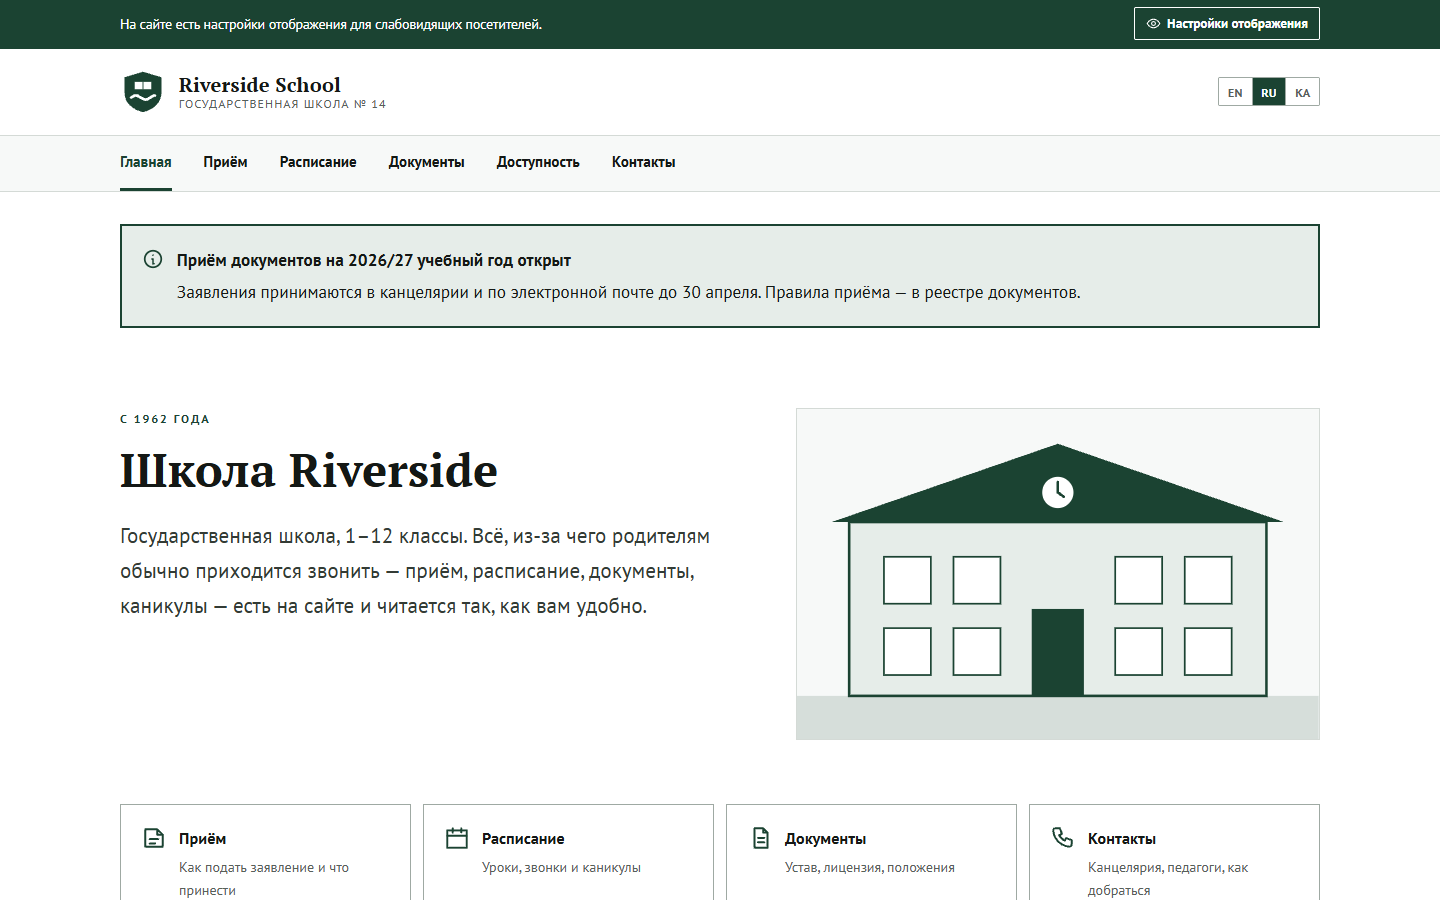 На сайте есть настройки отображения для слабовидящих посетителей.
Настройки отображения
Riverside School
ГОСУДАРСТВЕННАЯ ШКОЛА № 14
EN RU KA
Главная Приём Расписание Документы Доступность Контакты
Приём документов на 2026/27 учебный год открыт
Заявления принимаются в канцелярии и по электронной почте до 30 апреля. Правила приёма — в реестре документов.
С 1962 ГОДА
Школа Riverside
Государственная школа, 1–12 классы. Всё, из-за чего родителям
обычно приходится звонить — приём, расписание, документы,
каникулы — есть на сайте и читается так, как вам удобно.
Приём
Как подать заявление и что
принести
Расписание
Уроки, звонки и каникулы
Документы
Устав, лицензия, положения
Контакты
Канцелярия, педагоги, как
добраться